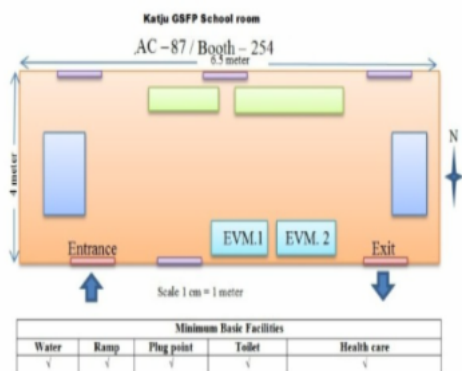 Katju GSFP School room
AC – 87 / Booth – 254
6.5 meter
4 meter
N
EVM.1 EVM. 2
Entrance Exit
Scale 1 cm = 1 meter
Minimum Basic Facilities
Water Ramp Plug point Toilet Health care
√ √ √ √ √